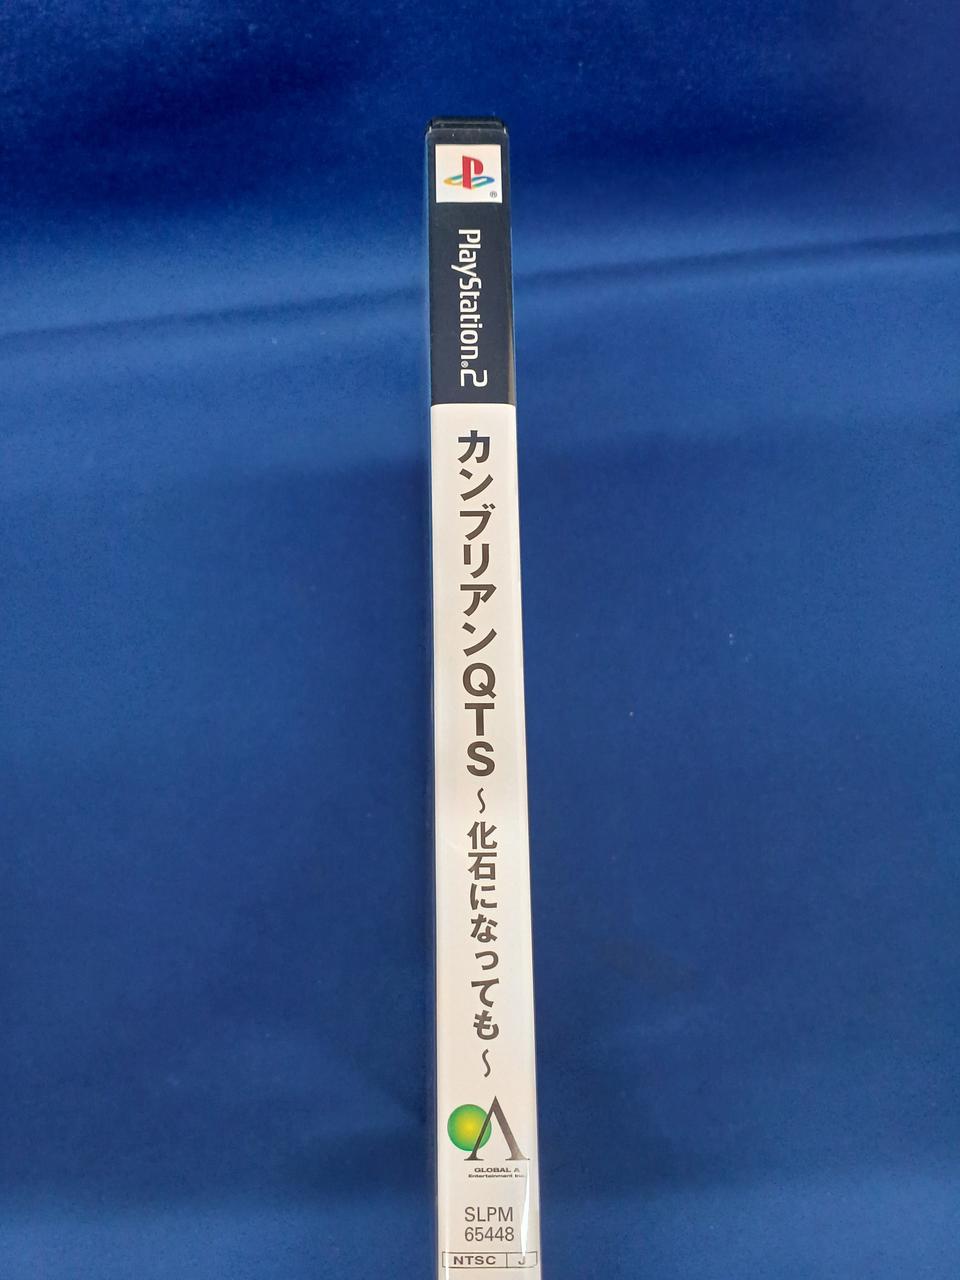 ®
PlayStation®2
カンブリアンQTS～化石になっても～
GLOBAL A
Entertainment Inc.
SLPM
65448
NTSC J